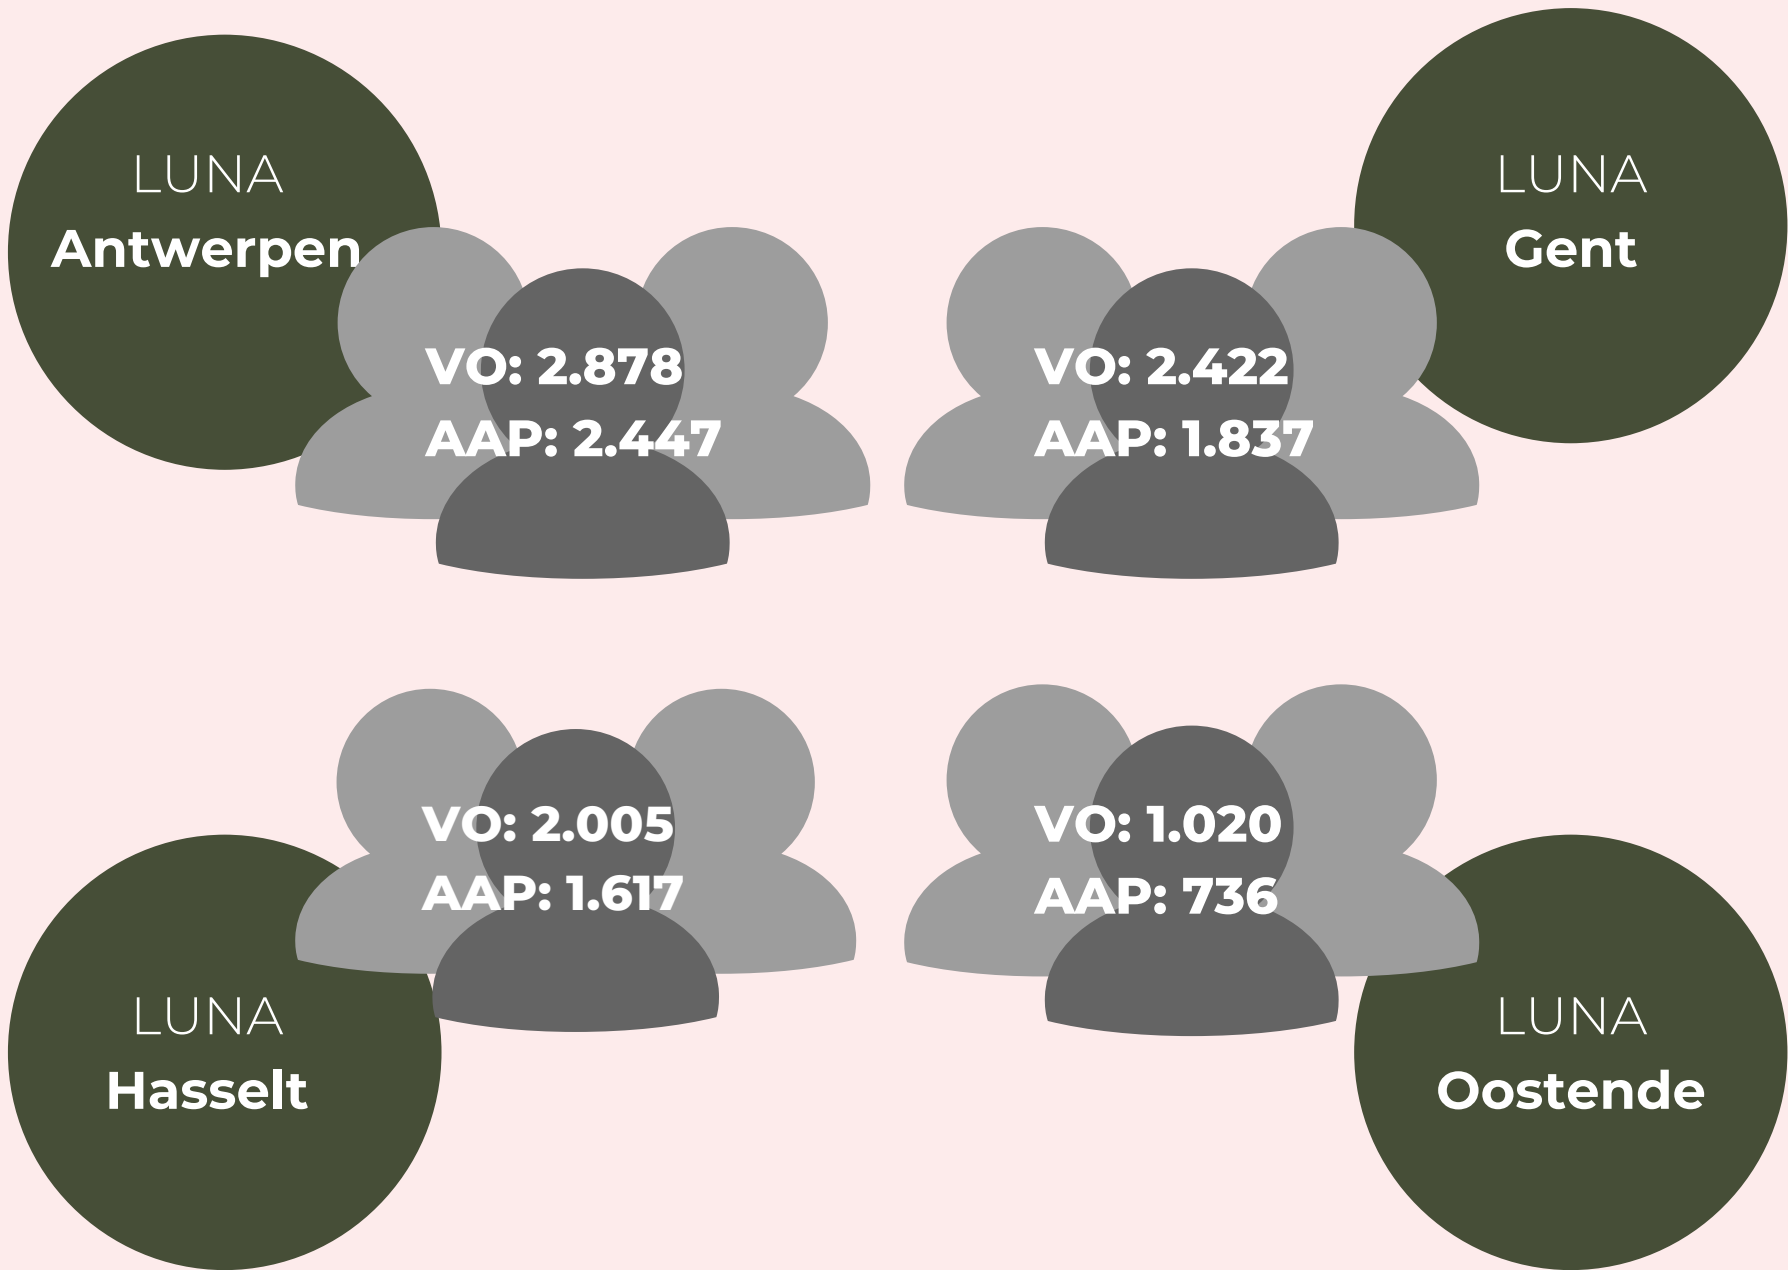 LUNA
Antwerpen
VO: 2.878
AAP: 2.447
LUNA
Gent
VO: 2.422
AAP: 1.837
LUNA
Hasselt
VO: 2.005
AAP: 1.617
LUNA
Oostende
VO: 1.020
AAP: 736